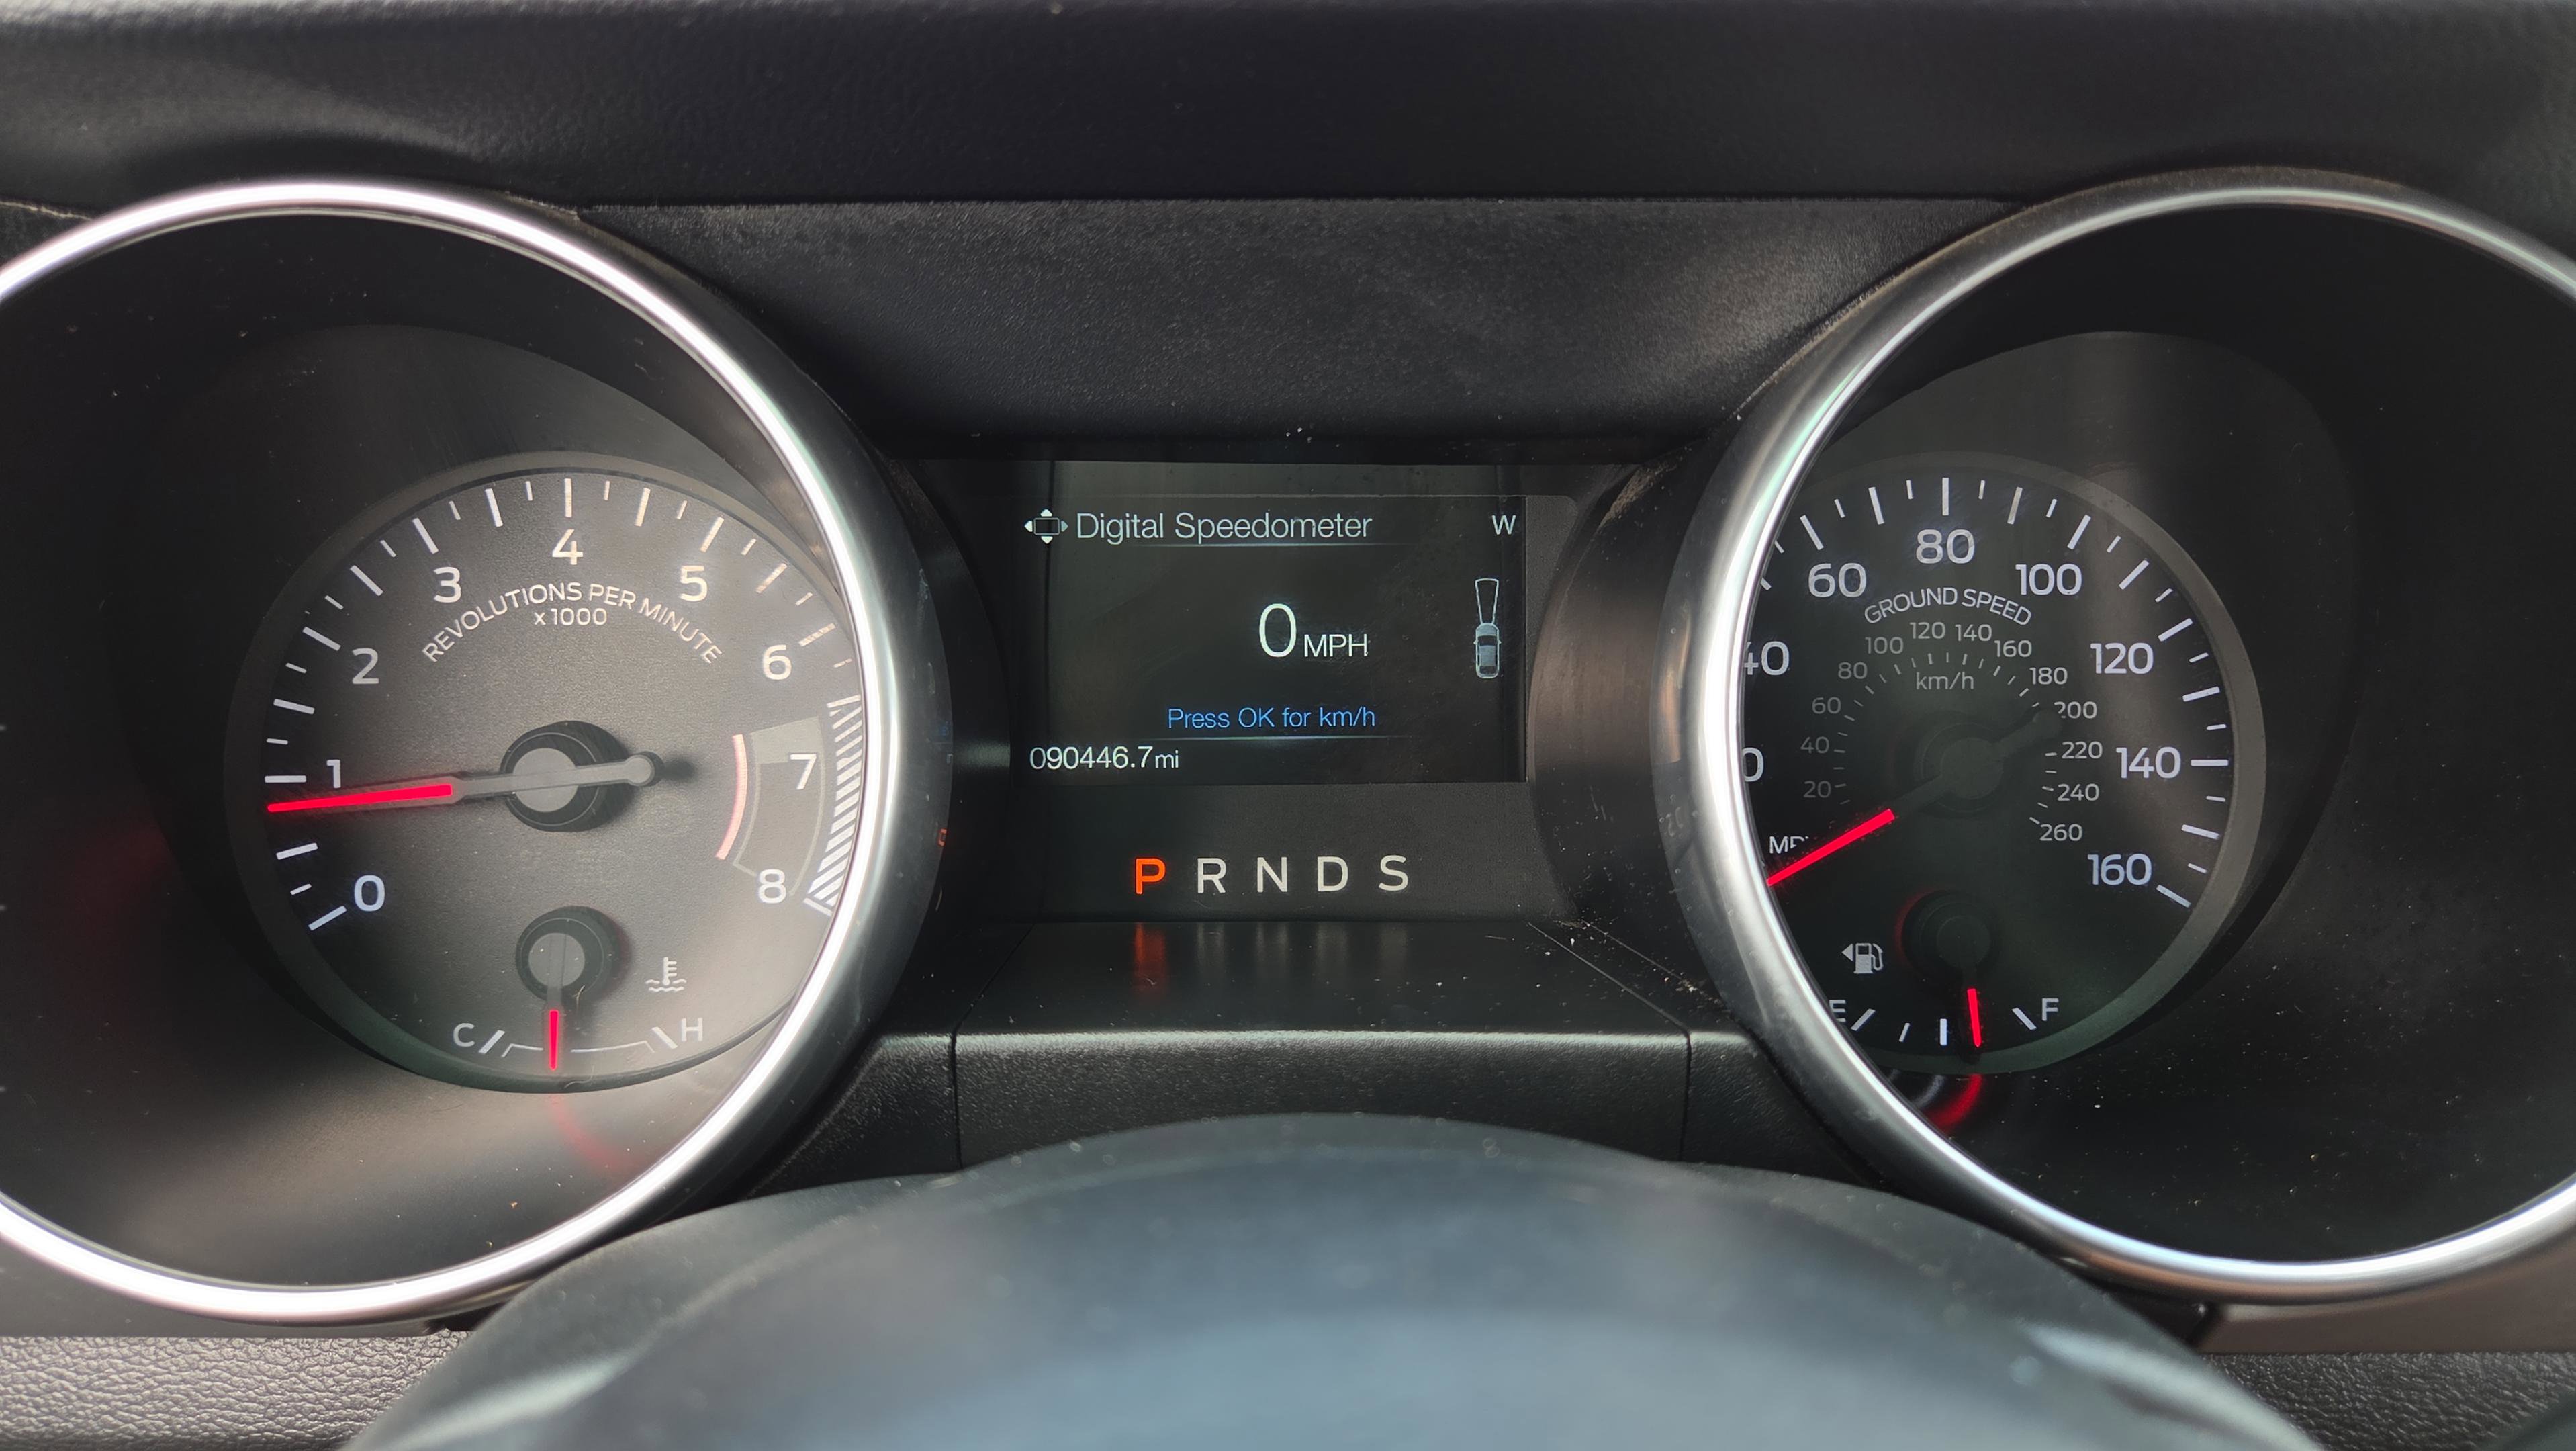 0
1
2
3
4
5
6
7
8
REVOLUTIONS PER MINUTE
x1000
C
H
Digital Speedometer
W
0 MPH
Press OK for km/h
090446.7mi
P R N D S
60
80
100
120
140
160
GROUND SPEED
20
40
60
80
100
120
140
160
180
200
220
240
260
km/h
E
F